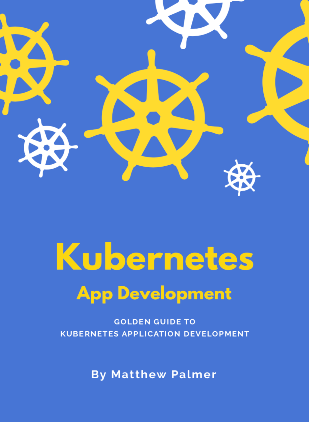 Kubernetes
App Development
GOLDEN GUIDE TO
KUBERNETES APPLICATION DEVELOPMENT
By Matthew Palmer